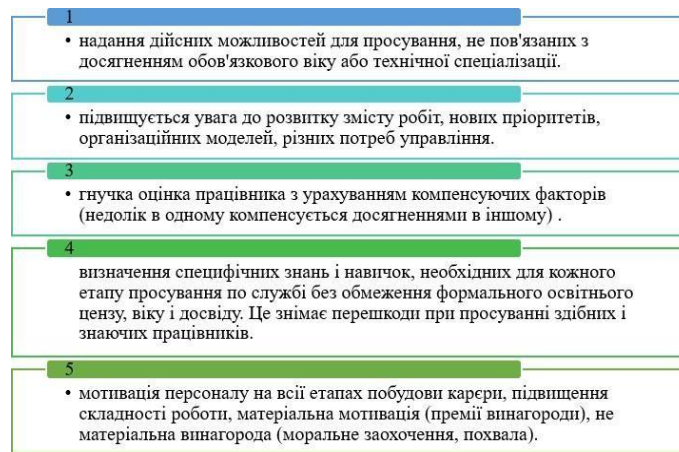 1
• надання дійсних можливостей для просування, не пов'язаних з
досягненням обов'язкового віку або технічної спеціалізації.
2
• підвищується увага до розвитку змісту робіт, нових пріоритетів,
організаційних моделей, різних потреб управління.
3
• гнучка оцінка працівника з урахуванням компенсуючих факторів
(недолік в одному компенсується досягненнями в іншому) .
4
визначення специфічних знань і навичок, необхідних для кожного
етапу просування по службі без обмеження формального освітнього
цензу, віку і досвіду. Це знімає перешкоди при просуванні здібних і
знаючих працівників.
5
• мотивація персоналу на всії етапах побудови карєри, підвищення
складності роботи, матеріальна мотивація (премії винагороди), не
матеріальна винагорода (моральне заохочення, похвала).